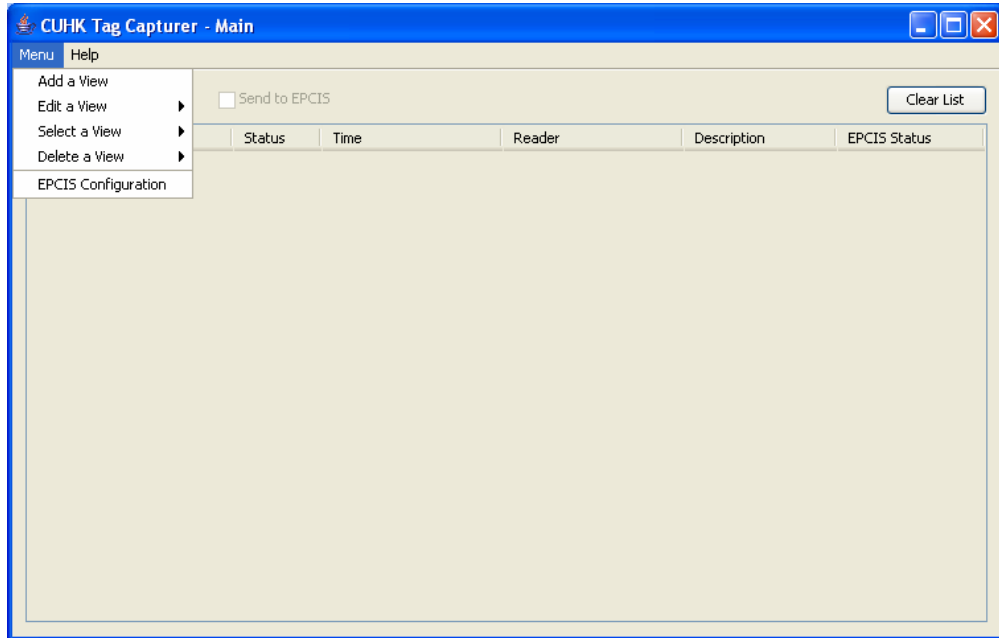 CUHK Tag Capturer - Main
Menu Help
Add a View
Edit a View
Select a View
Delete a View
EPCIS Configuration
Send to EPCIS
Clear List
Status Time Reader Description EPCIS Status